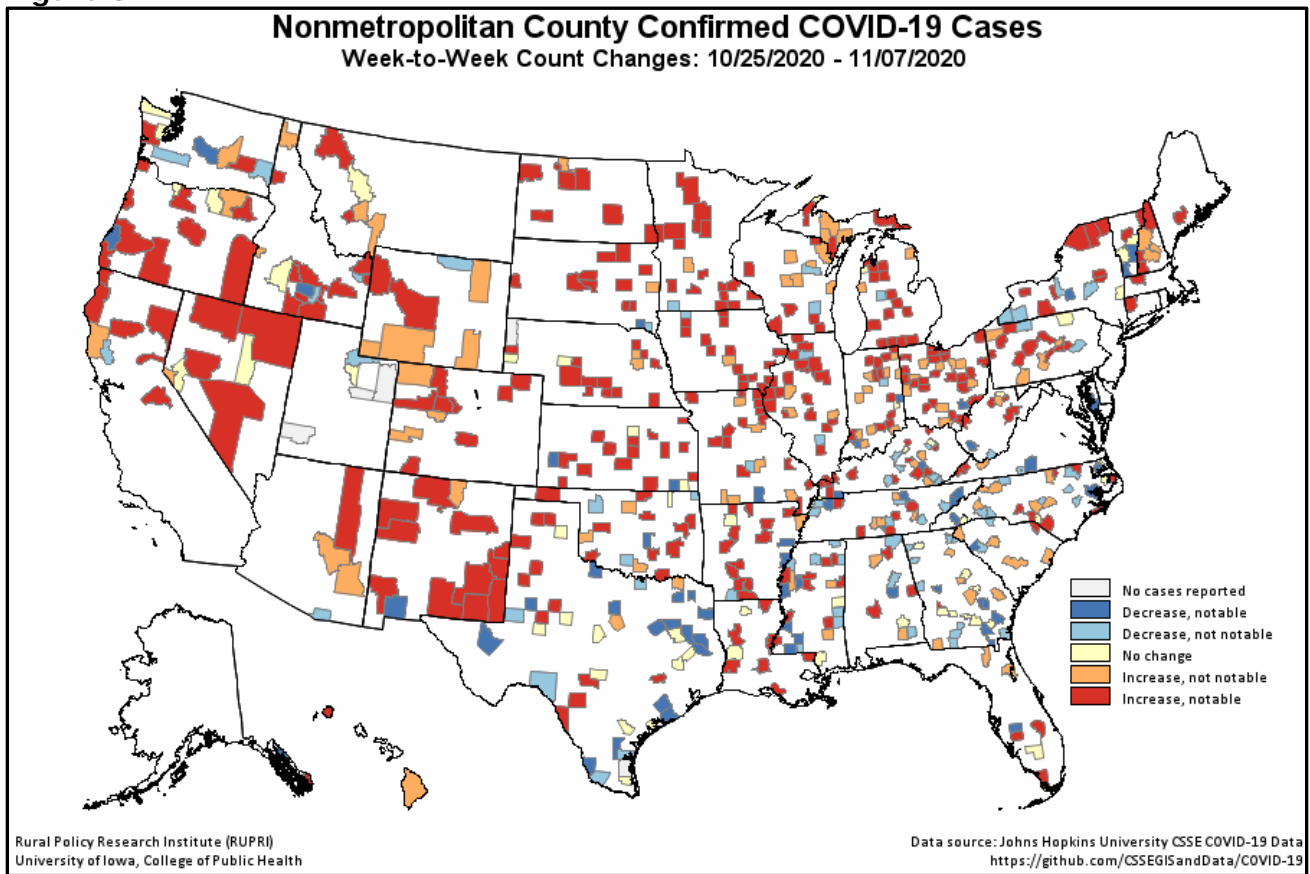 Nonmetropolitan County Confirmed COVID-19 Cases
Week-to-Week Count Changes: 10/25/2020 - 11/07/2020
No cases reported
Decrease, notable
Decrease, not notable
No change
Increase, not notable
Increase, notable
Rural Policy Research Institute (RUPRI)
University of Iowa, College of Public Health
Data source: Johns Hopkins University CSSE COVID-19 Data
https://github.com/CSSEGISandData/COVID-19